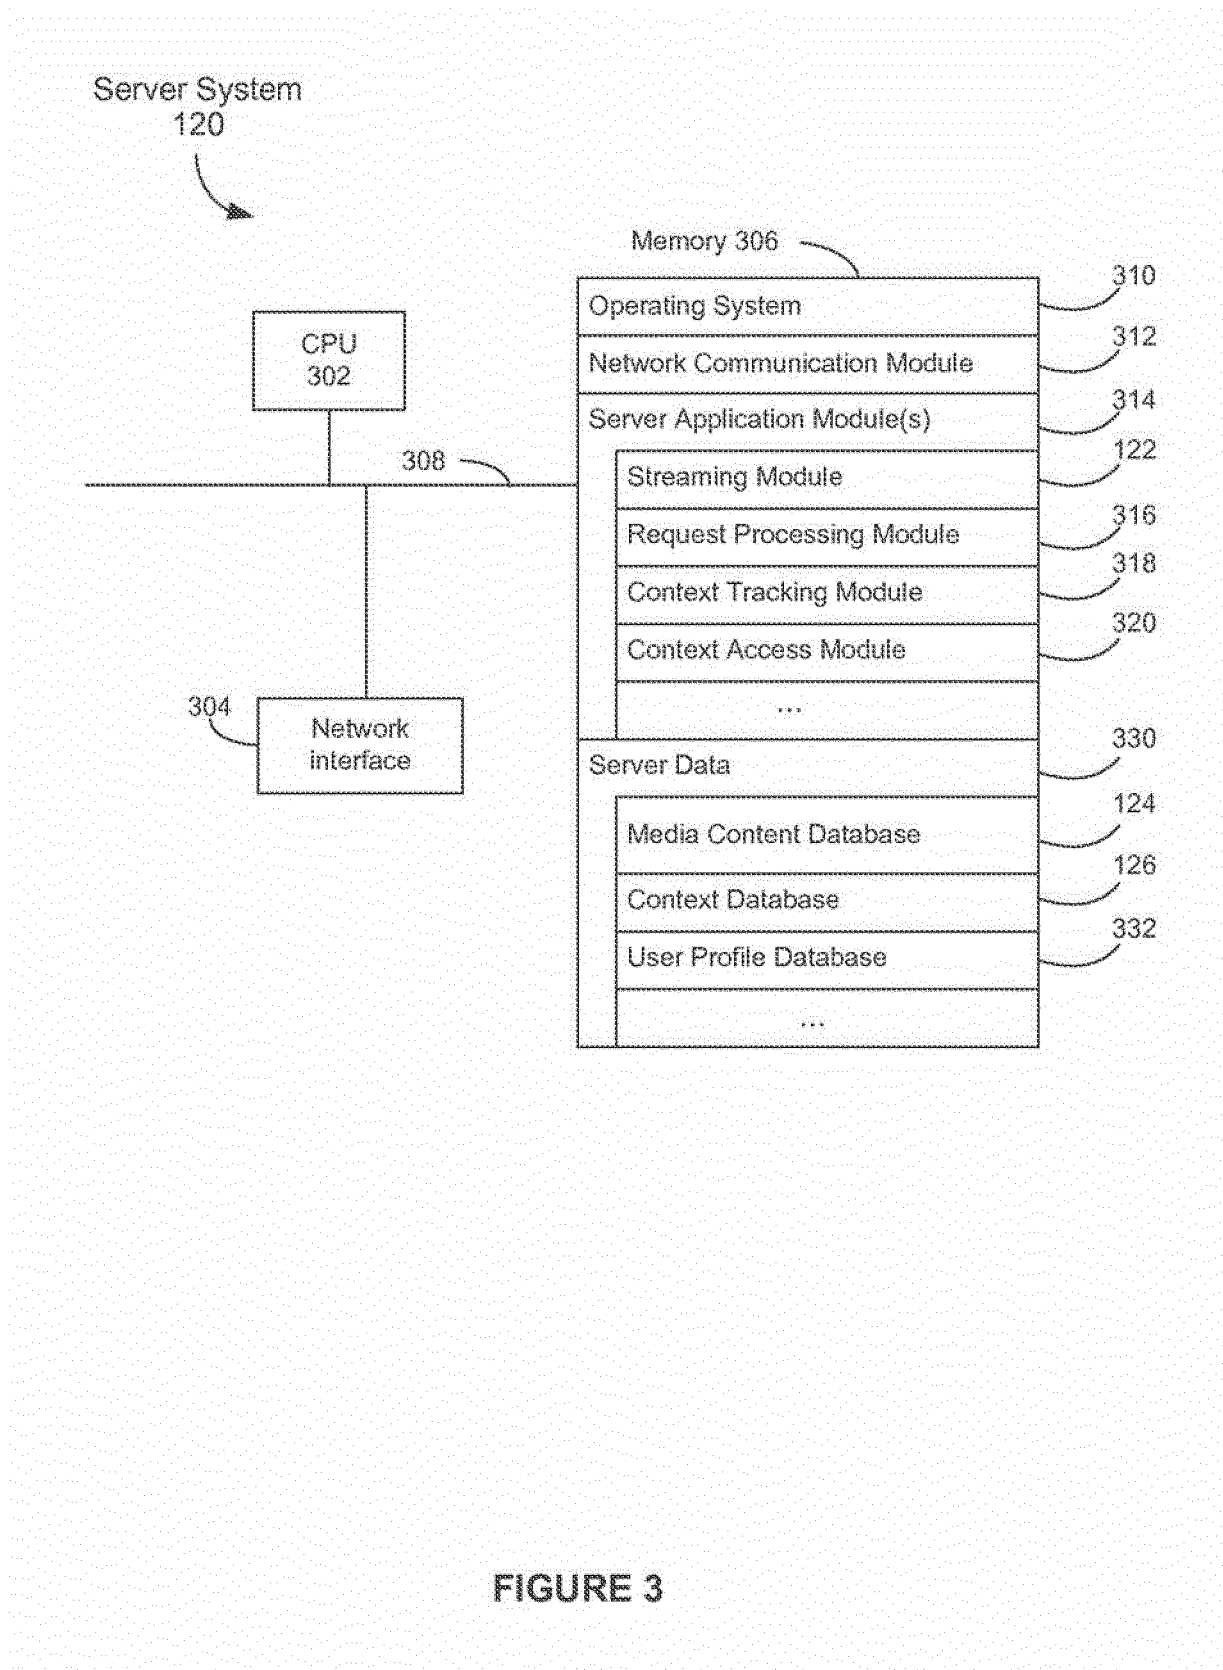 Server System
120
Memory 306
310
Operating System
312
Network Communication Module
314
Server Application Module(s)
CPU
302
308
122
Streaming Module
316
Request Processing Module
318
Context Tracking Module
320
Context Access Module
...
304
Network
interface
330
Server Data
124
Media Content Database
126
Context Database
332
User Profile Database
...
FIGURE 3